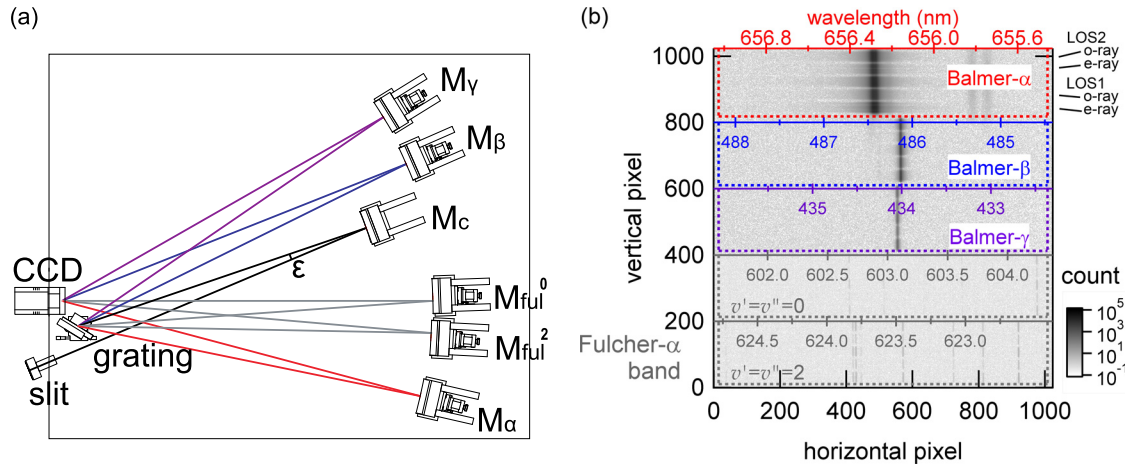 (a)
Mγ
Mβ
Mc
ε
CCD
Mful⁰
Mful²
grating
slit
Mα
(b)
wavelength (nm)
656.8 656.4 656.0 655.6
LOS2
o-ray
e-ray
LOS1
o-ray
e-ray
Balmer-α
488 487 486 485
Balmer-β
435 434 433
Balmer-γ
602.0 602.5 603.0 603.5 604.0
v'=v''=0
624.5 624.0 623.5 623.0
v'=v''=2
Fulcher-α
band
vertical pixel
1000
800
600
400
200
0
0 200 400 600 800 1000
horizontal pixel
count
10⁵
10³
10¹
10⁻¹